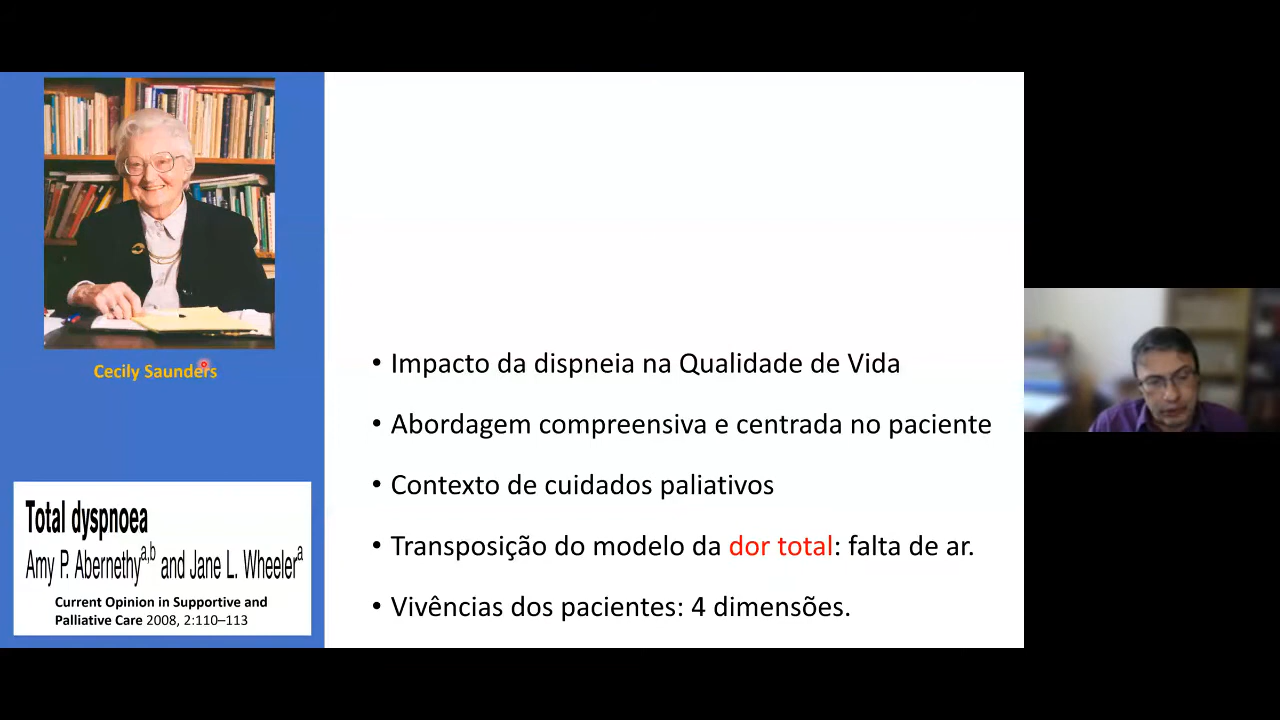 Cecily Saunders
Total dyspnoea
Amy P. Abernethy a,b and Jane L. Wheeler a
Current Opinion in Supportive and
Palliative Care 2008, 2:110–113
• Impacto da dispneia na Qualidade de Vida
• Abordagem compreensiva e centrada no paciente
• Contexto de cuidados paliativos
• Transposição do modelo da dor total: falta de ar.
• Vivências dos pacientes: 4 dimensões.